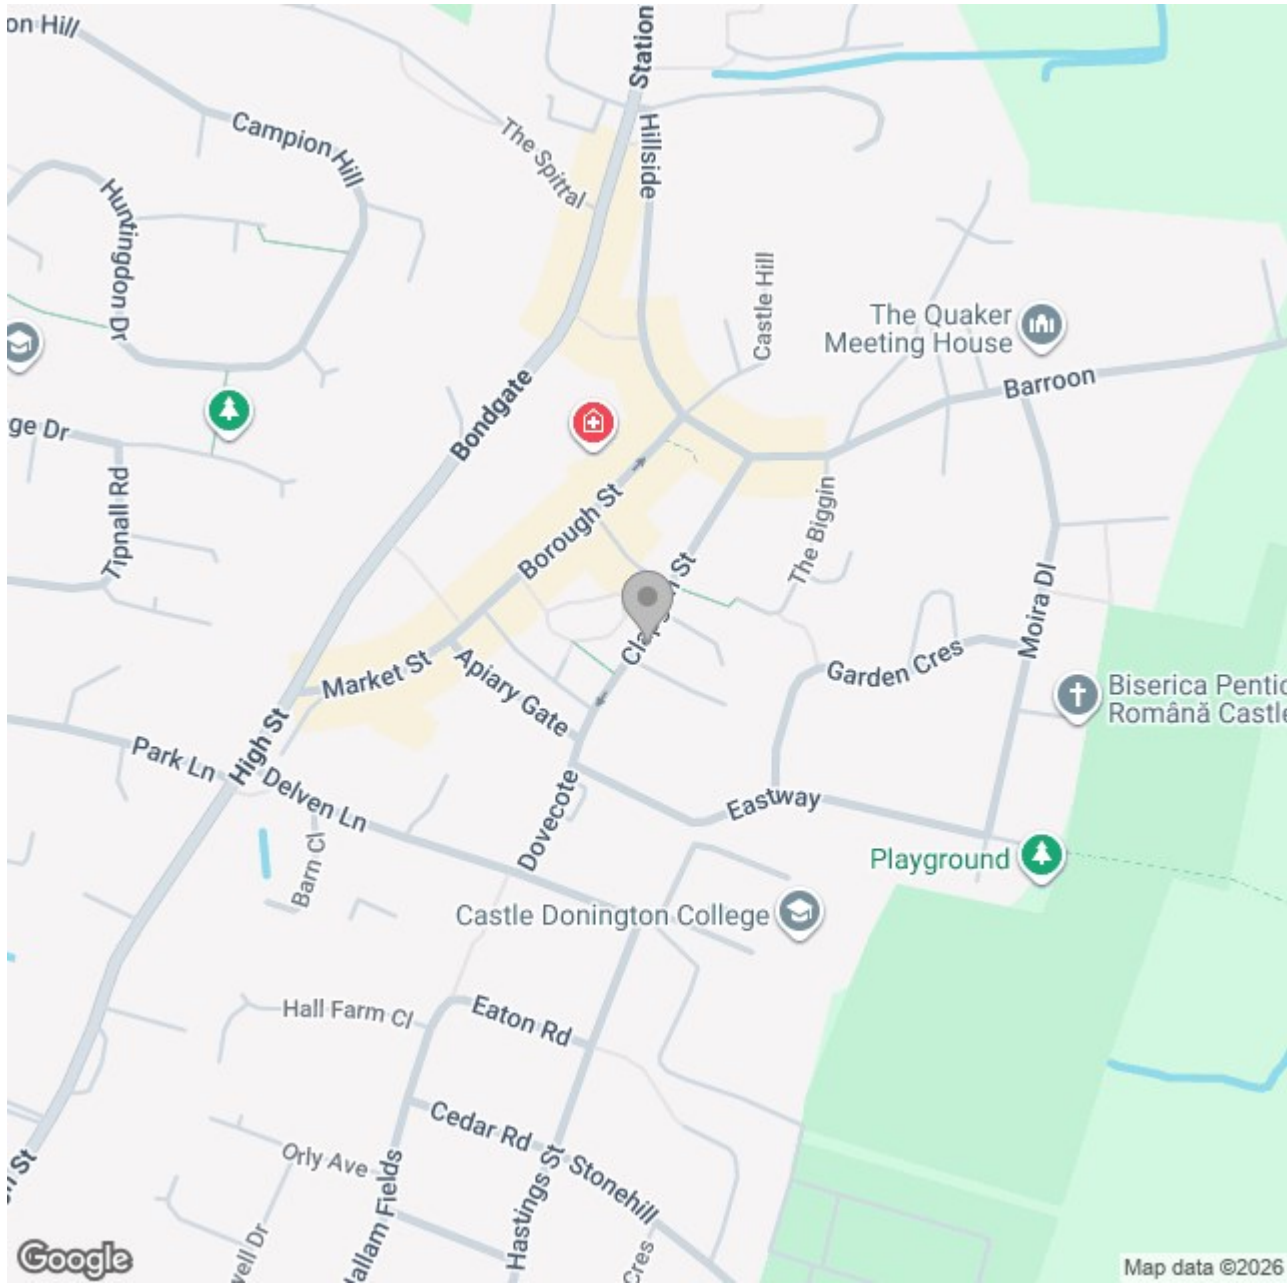 on Hill
Campion Hill
The Spittal
Station
Hillside
Huntingdon Dr
Castle Hill
The Quaker
Meeting House
Barroon
ge Dr
Bondgate
Tipnall Rd
Borough St
The Biggin
Moira Dl
Market St
Apiary Gate
Garden Cres
Biserica Pentic
Română Castle
Park Ln
High St
Delven Ln
Dovecote
Eastway
Barn Cl
Playground
Castle Donington College
Hall Farm Cl
Eaton Rd
Cedar Rd
Orly Ave
Stonehill
Hallam Fields
Hastings St
well Dr
Cres
Google
Map data ©2026